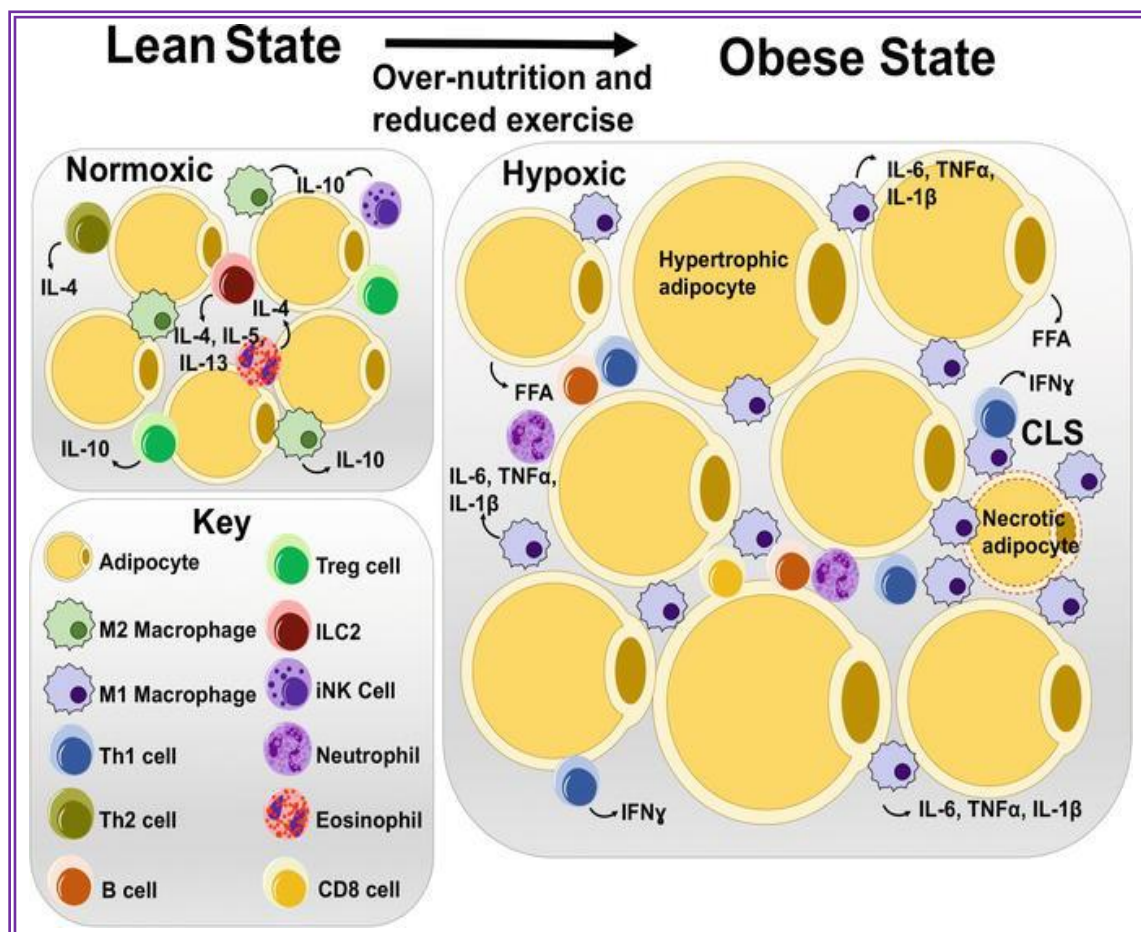 Lean State
Over-nutrition and
reduced exercise
Obese State
Normoxic
IL-10
IL-4
IL-4
IL-4, IL-5,
IL-13
IL-10
IL-10
Key
Adipocyte
M2 Macrophage
M1 Macrophage
Th1 cell
Th2 cell
B cell
Treg cell
ILC2
iNK Cell
Neutrophil
Eosinophil
CD8 cell
Hypoxic
IL-6, TNFα,
IL-1β
Hypertrophic
adipocyte
FFA
FFA
IFNɣ
CLS
IL-6, TNFα,
IL-1β
Necrotic
adipocyte
IFNɣ
IL-6, TNFα, IL-1β